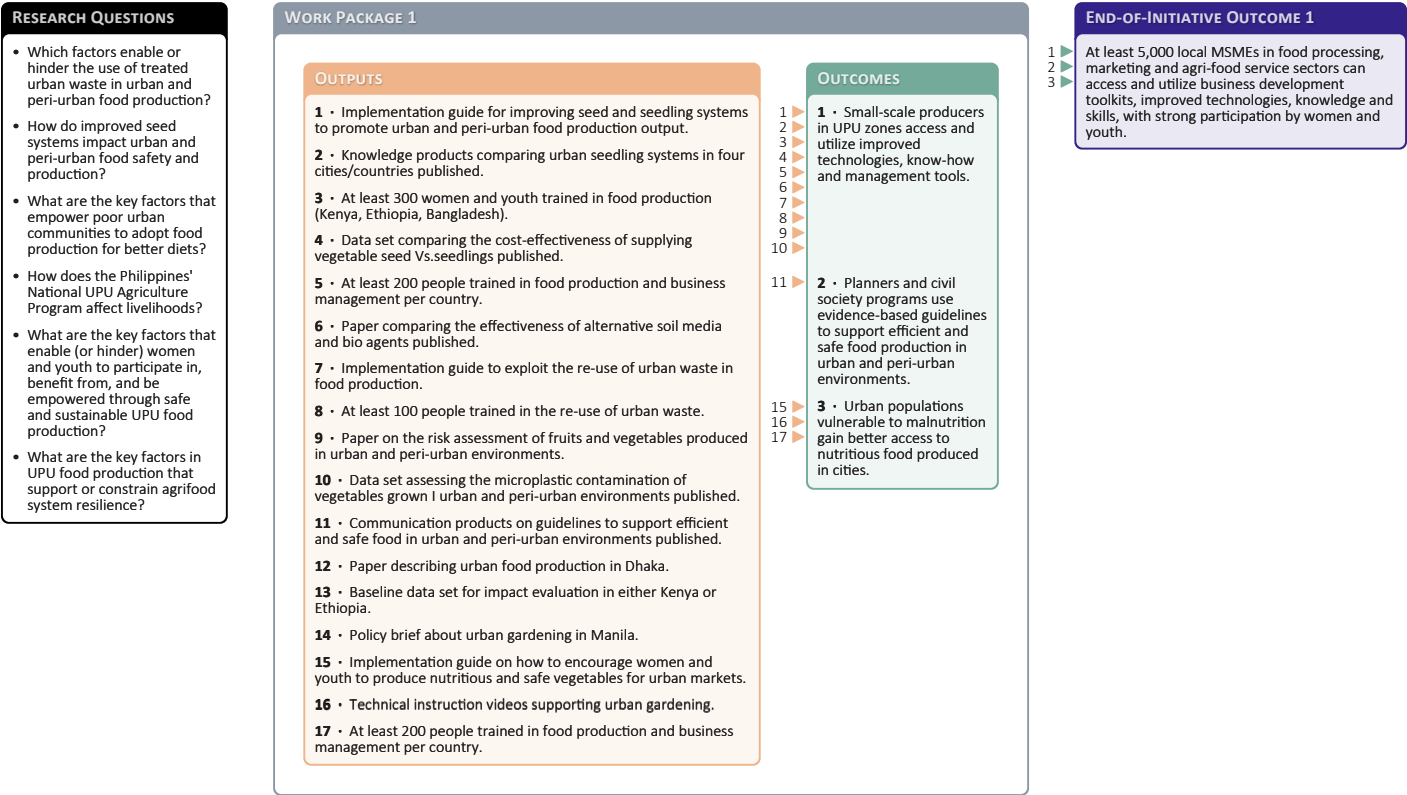 RESEARCH QUESTIONS
• Which factors enable or
hinder the use of treated
urban waste in urban and
peri-urban food production?
• How do improved seed
systems impact urban and
peri-urban food safety and
production?
• What are the key factors that
empower poor urban
communities to adopt food
production for better diets?
• How does the Philippines'
National UPU Agriculture
Program affect livelihoods?
• What are the key factors that
enable (or hinder) women
and youth to participate in,
benefit from, and be
empowered through safe
and sustainable UPU food
production?
• What are the key factors in
UPU food production that
support or constrain agrifood
system resilience?
WORK PACKAGE 1
OUTPUTS
1 · Implementation guide for improving seed and seedling systems
to promote urban and peri-urban food production output.
2 · Knowledge products comparing urban seedling systems in four
cities/countries published.
3 · At least 300 women and youth trained in food production
(Kenya, Ethiopia, Bangladesh).
4 · Data set comparing the cost-effectiveness of supplying
vegetable seed Vs.seedlings published.
5 · At least 200 people trained in food production and business
management per country.
6 · Paper comparing the effectiveness of alternative soil media
and bio agents published.
7 · Implementation guide to exploit the re-use of urban waste in
food production.
8 · At least 100 people trained in the re-use of urban waste.
9 · Paper on the risk assessment of fruits and vegetables produced
in urban and peri-urban environments.
10 · Data set assessing the microplastic contamination of
vegetables grown I urban and peri-urban environments published.
11 · Communication products on guidelines to support efficient
and safe food in urban and peri-urban environments published.
12 · Paper describing urban food production in Dhaka.
13 · Baseline data set for impact evaluation in either Kenya or
Ethiopia.
14 · Policy brief about urban gardening in Manila.
15 · Implementation guide on how to encourage women and
youth to produce nutritious and safe vegetables for urban markets.
16 · Technical instruction videos supporting urban gardening.
17 · At least 200 people trained in food production and business
management per country.
OUTCOMES
1
2
3
4
5
6
7
8
9
10
1 · Small-scale producers
in UPU zones access and
utilize improved
technologies, know-how
and management tools.
11
2 · Planners and civil
society programs use
evidence-based guidelines
to support efficient and
safe food production in
urban and peri-urban
environments.
15
16
17
3 · Urban populations
vulnerable to malnutrition
gain better access to
nutritious food produced
in cities.
END-OF-INITIATIVE OUTCOME 1
1
2
3
At least 5,000 local MSMEs in food processing,
marketing and agri-food service sectors can
access and utilize business development
toolkits, improved technologies, knowledge and
skills, with strong participation by women and
youth.